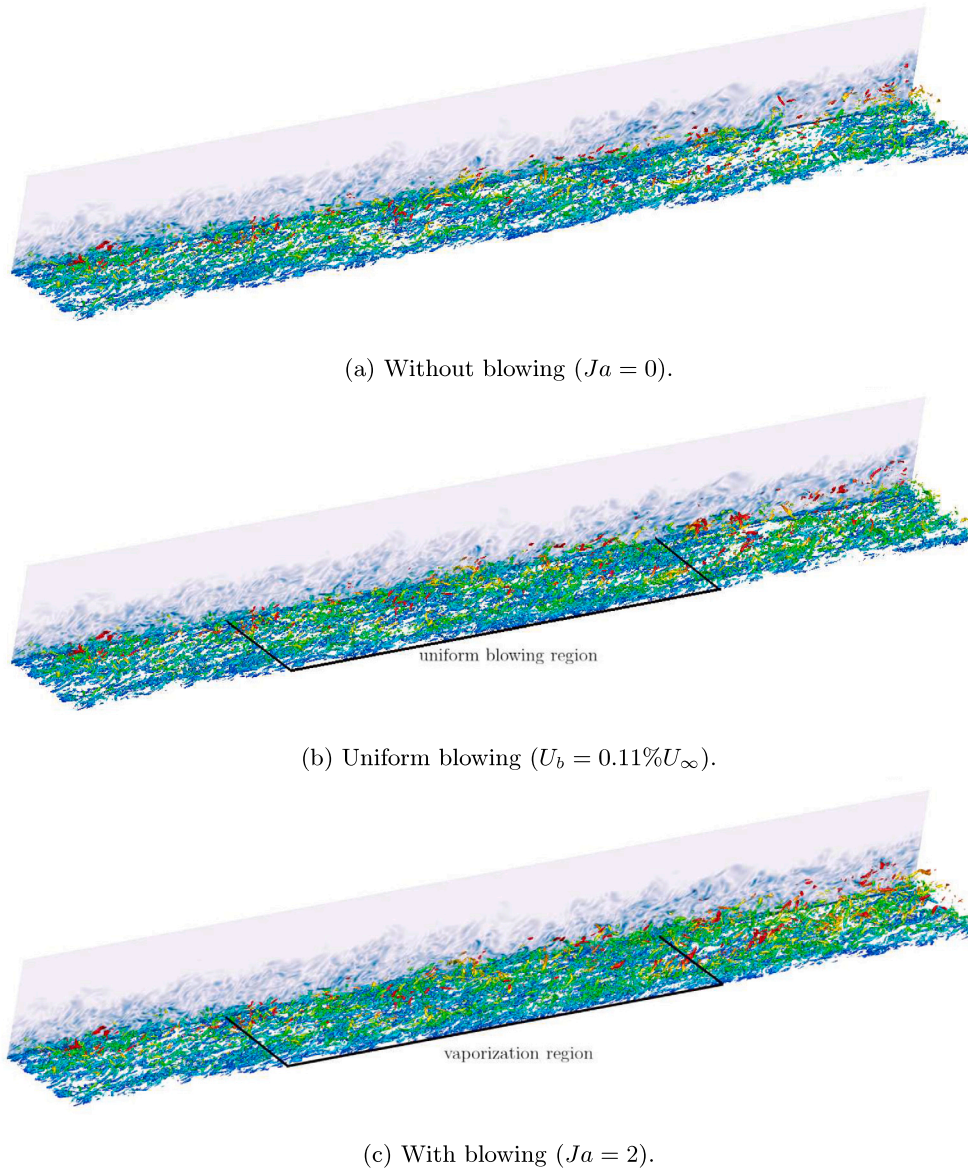 (a) Without blowing (Ja = 0).
uniform blowing region
(b) Uniform blowing (U_b = 0.11%U_∞).
vaporization region
(c) With blowing (Ja = 2).